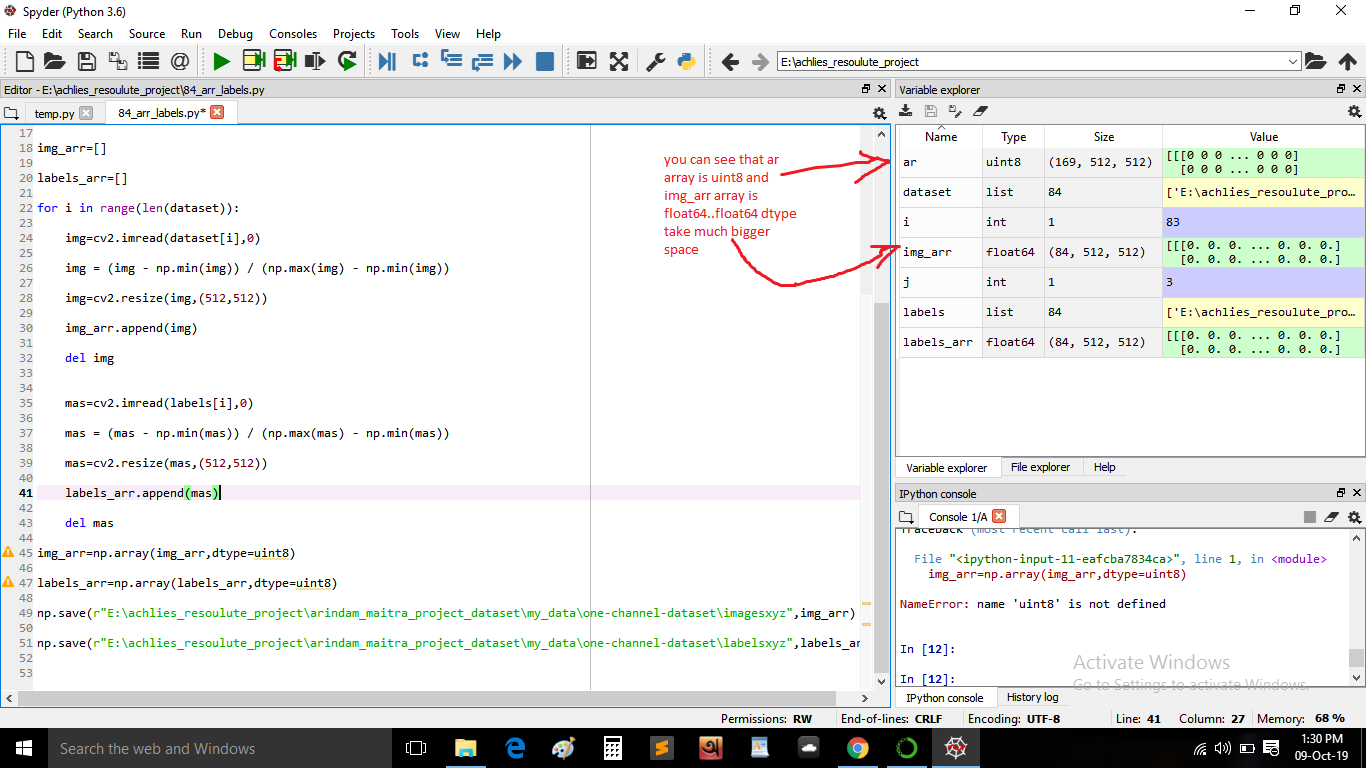 Spyder (Python 3.6)
File Edit Search Source Run Debug Consoles Projects Tools View Help
E:\achlies_resoulute_project
Editor - E:\achlies_resoulute_project\84_arr_labels.py
temp.py 84_arr_labels.py*
17
18 img_arr=[]
19
20 labels_arr=[]
21
22 for i in range(len(dataset)):
23
24 img=cv2.imread(dataset[i],0)
25
26 img = (img - np.min(img)) / (np.max(img) - np.min(img))
27
28 img=cv2.resize(img,(512,512))
29
30 img_arr.append(img)
31
32 del img
33
34
35 mas=cv2.imread(labels[i],0)
36
37 mas = (mas - np.min(mas)) / (np.max(mas) - np.min(mas))
38
39 mas=cv2.resize(mas,(512,512))
40
41 labels_arr.append(mas)
42
43 del mas
44
45 img_arr=np.array(img_arr,dtype=uint8)
46
47 labels_arr=np.array(labels_arr,dtype=uint8)
48
49 np.save(r"E:\achlies_resoulute_project\arindam_maitra_project_dataset\my_data\one-channel-dataset\imagesxyz",img_arr)
50
51 np.save(r"E:\achlies_resoulute_project\arindam_maitra_project_dataset\my_data\one-channel-dataset\labelsxyz",labels_ar
52
53
you can see that ar
array is uint8 and
img_arr array is
float64..float64 dtype
take much bigger
space
Variable explorer
Name Type Size Value
ar uint8 (169, 512, 512) [[[0 0 0 ... 0 0 0]
[0 0 0 ... 0 0 0]
dataset list 84 ['E:\achlies_resoulute_pro...
i int 1 83
img_arr float64 (84, 512, 512) [[[0. 0. 0. ... 0. 0. 0.]
[0. 0. 0. ... 0. 0. 0.]
j int 1 3
labels list 84 ['E:\achlies_resoulute_pro...
labels_arr float64 (84, 512, 512) [[[0. 0. 0. ... 0. 0. 0.]
[0. 0. 0. ... 0. 0. 0.]
Variable explorer File explorer Help
IPython console
Console 1/A
Traceback (most recent call last):
File "<ipython-input-11-eafcba7834ca>", line 1, in <module>
img_arr=np.array(img_arr,dtype=uint8)
NameError: name 'uint8' is not defined
In [12]:
In [12]:
Activate Windows
Go to Settings to activate Windows.
IPython console History log
Permissions: RW End-of-lines: CRLF Encoding: UTF-8 Line: 41 Column: 27 Memory: 68 %
Search the web and Windows
1:30 PM
09-Oct-19